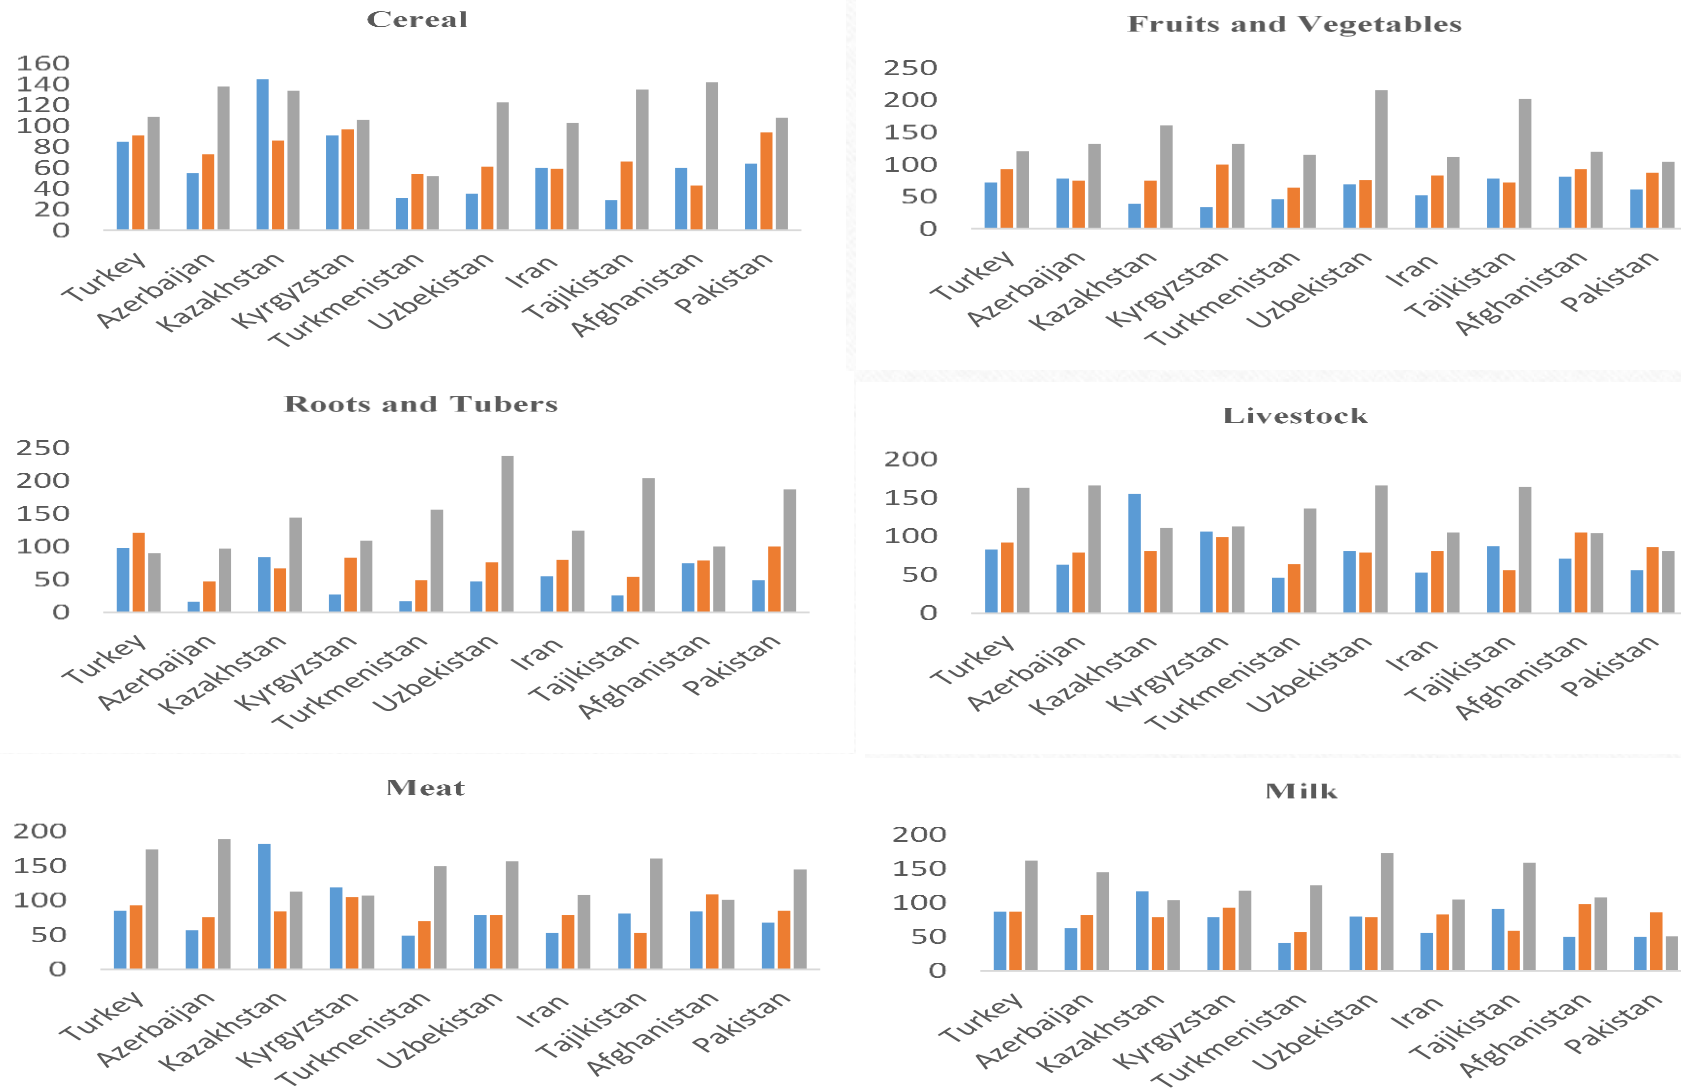 Cereal
160
140
120
100
80
60
40
20
0
Turkey
Azerbaijan
Kazakhstan
Kyrgyzstan
Turkmenistan
Uzbekistan
Iran
Tajikistan
Afghanistan
Pakistan
Fruits and Vegetables
250
200
150
100
50
0
Turkey
Azerbaijan
Kazakhstan
Kyrgyzstan
Turkmenistan
Uzbekistan
Iran
Tajikistan
Afghanistan
Pakistan
Roots and Tubers
250
200
150
100
50
0
Turkey
Azerbaijan
Kazakhstan
Kyrgyzstan
Turkmenistan
Uzbekistan
Iran
Tajikistan
Afghanistan
Pakistan
Livestock
200
150
100
50
0
Turkey
Azerbaijan
Kazakhstan
Kyrgyzstan
Turkmenistan
Uzbekistan
Iran
Tajikistan
Afghanistan
Pakistan
Meat
200
150
100
50
0
Turkey
Azerbaijan
Kazakhstan
Kyrgyzstan
Turkmenistan
Uzbekistan
Iran
Tajikistan
Afghanistan
Pakistan
Milk
200
150
100
50
0
Turkey
Azerbaijan
Kazakhstan
Kyrgyzstan
Turkmenistan
Uzbekistan
Iran
Tajikistan
Afghanistan
Pakistan